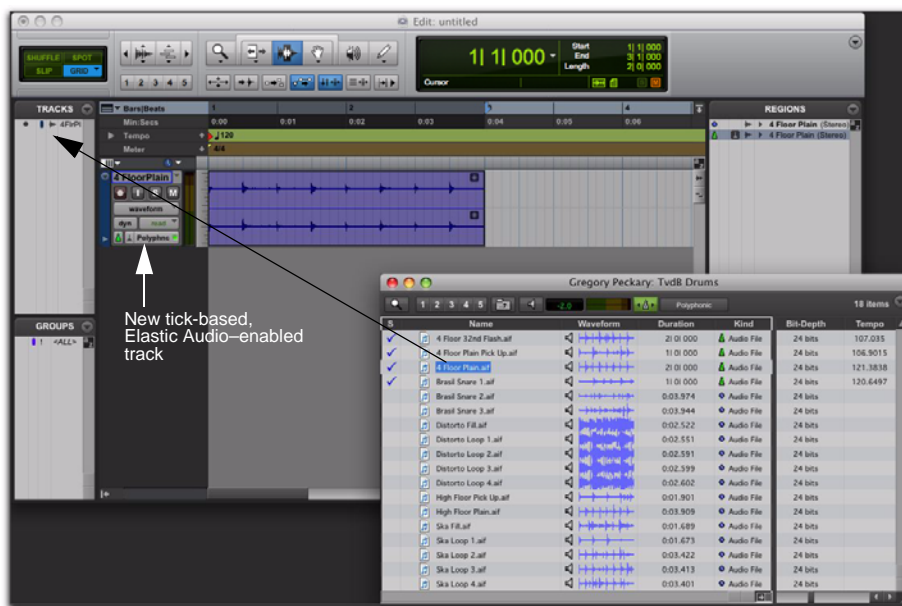 Edit: untitled
SHUFFLE SPOT
SLIP GRID
1 2 3 4 5
1| 1| 000
Start 1| 1| 000
End 3| 1| 000
Length 2| 0| 000
Cursor
TRACKS
4FlrPl
GROUPS
1 <ALL>
Bars|Beats 1 2 3 4
Min:Secs 0:00 0:01 0:02 0:03 0:04 0:05 0:06
Tempo 120
Meter 4/4
4 FloorPlain
I S M
waveform
dyn read
Polyphnc
REGIONS
4 Floor Plain (Stereo)
4 Floor Plain (Stereo)
New tick-based,
Elastic Audio–enabled
track
Gregory Peckary: TvdB Drums
1 2 3 4 5 -2.0 Polyphonic 18 items
S Name Waveform Duration Kind Bit-Depth Tempo
4 Floor 32nd Flash.aif 2| 0| 000 Audio File 24 bits 107.035
4 Floor Plain Pick Up.aif 1| 0| 000 Audio File 24 bits 106.9015
4 Floor Plain.aif 2| 0| 000 Audio File 24 bits 121.3838
Brasil Snare 1.aif 1| 0| 000 Audio File 24 bits 120.6497
Brasil Snare 2.aif 0:03.974 Audio File 24 bits
Brasil Snare 3.aif 0:03.944 Audio File 24 bits
Distorto Fill.aif 0:02.522 Audio File 24 bits
Distorto Loop 1.aif 0:02.551 Audio File 24 bits
Distorto Loop 2.aif 0:02.591 Audio File 24 bits
Distorto Loop 3.aif 0:02.599 Audio File 24 bits
Distorto Loop 4.aif 0:02.602 Audio File 24 bits
High Floor Pick Up.aif 0:01.901 Audio File 24 bits
High Floor Plain.aif 0:03.909 Audio File 24 bits
Ska Fill.aif 0:01.689 Audio File 24 bits
Ska Loop 1.aif 0:01.673 Audio File 24 bits
Ska Loop 2.aif 0:03.422 Audio File 24 bits
Ska Loop 3.aif 0:03.413 Audio File 24 bits
Ska Loop 4.aif 0:03.401 Audio File 24 bits